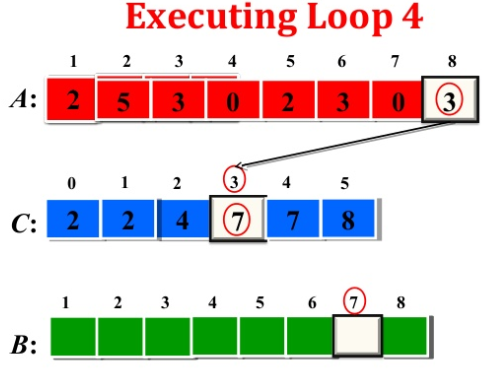 Executing Loop 4
1 2 3 4 5 6 7 8
A: 2 5 3 0 2 3 0 3
0 1 2 3 4 5
C: 2 2 4 7 7 8
1 2 3 4 5 6 7 8
B: